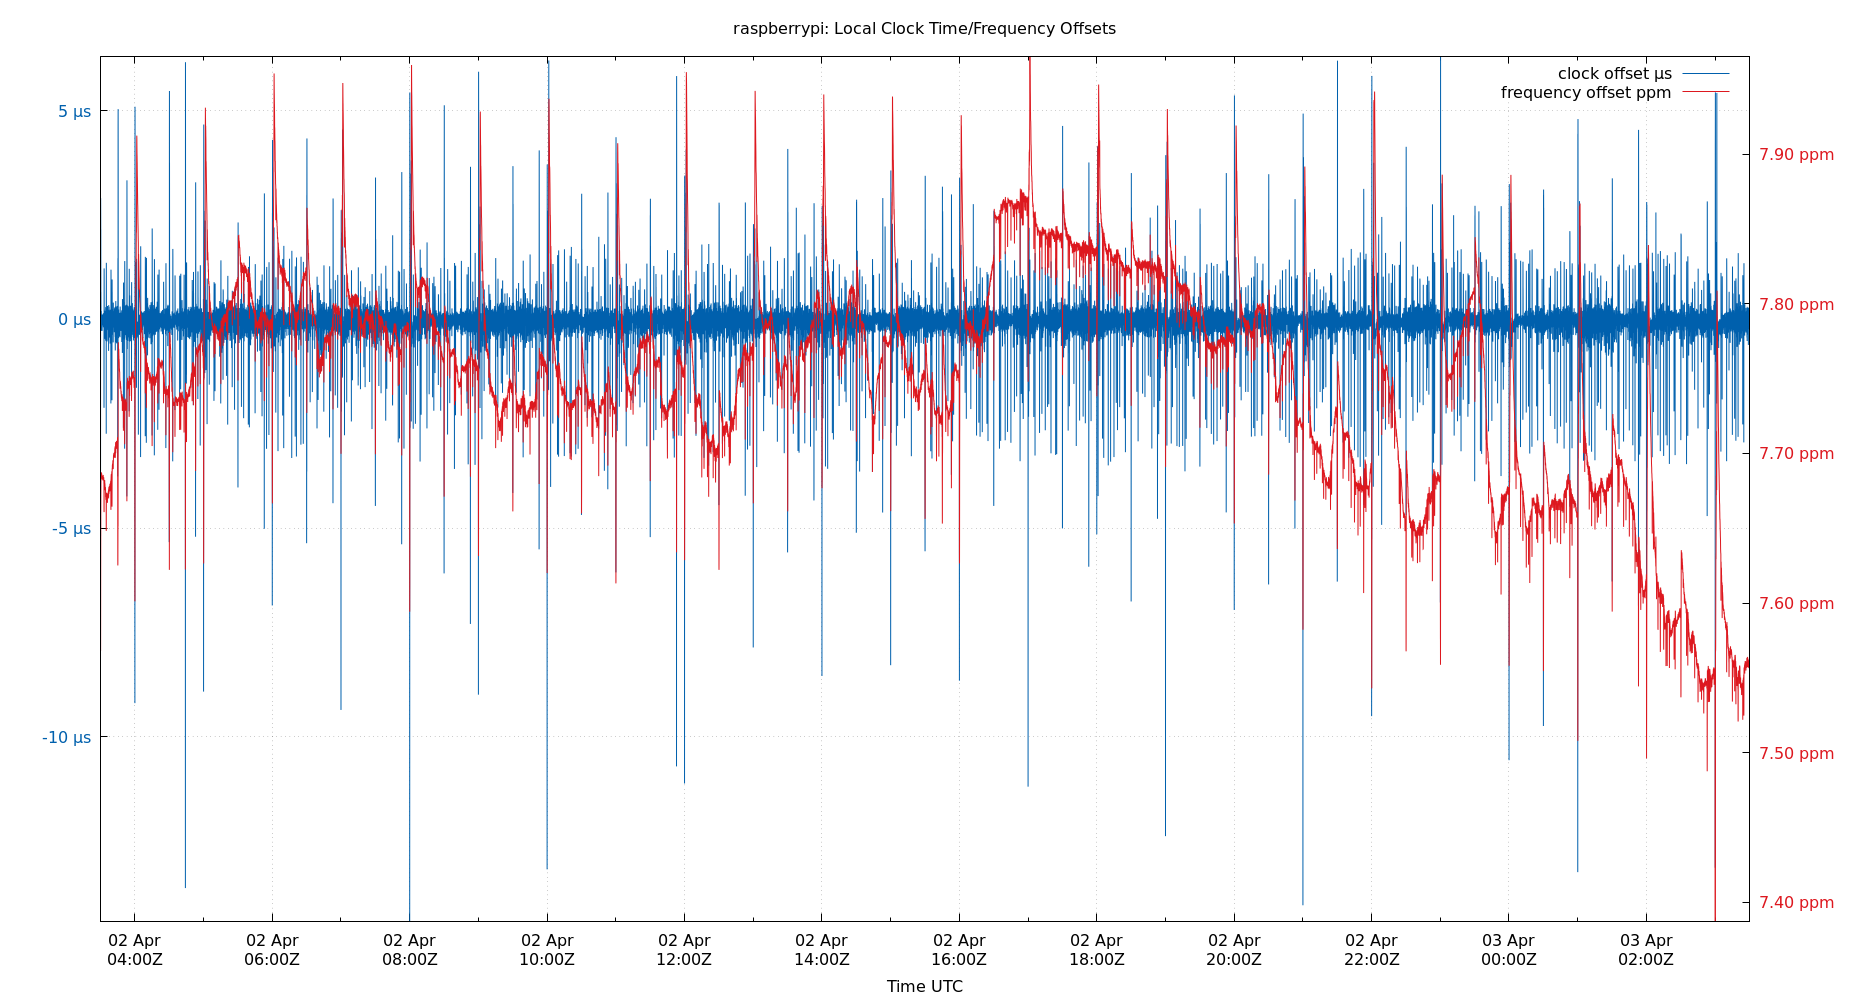 raspberrypi: Local Clock Time/Frequency Offsets
clock offset µs
frequency offset ppm
5 µs
0 µs
-5 µs
-10 µs
7.90 ppm
7.80 ppm
7.70 ppm
7.60 ppm
7.50 ppm
7.40 ppm
02 Apr 02 Apr 02 Apr 02 Apr 02 Apr 02 Apr 02 Apr 02 Apr 02 Apr 02 Apr 03 Apr 03 Apr
04:00Z 06:00Z 08:00Z 10:00Z 12:00Z 14:00Z 16:00Z 18:00Z 20:00Z 22:00Z 00:00Z 02:00Z
Time UTC